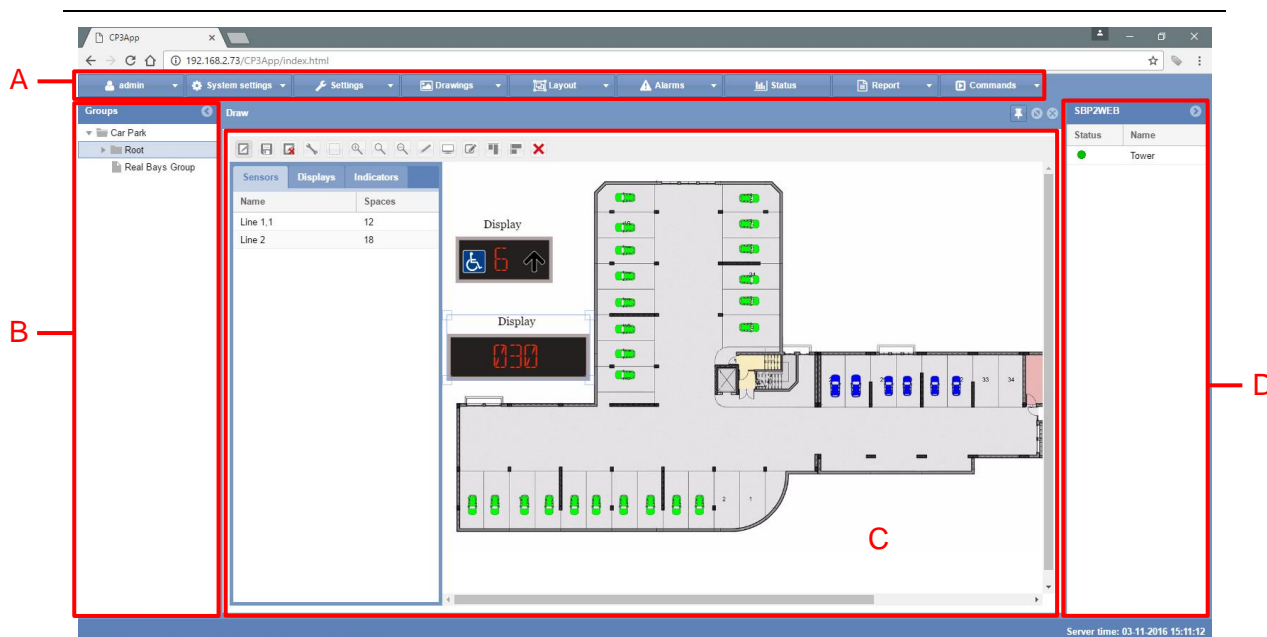 CP3App
192.168.2.73/CP3App/index.html
A
admin
System settings
Settings
Drawings
Layout
Alarms
Status
Report
Commands
Groups
Draw
SBP2WEB
Car Park
Root
Real Bays Group
Status Name
Tower
Sensors Displays Indicators
Name Spaces
Line 1,1 12
Line 2 18
Display
6
Display
030
33 34
2 1
B
C
D
Server time: 03-11-2016 15:11:12